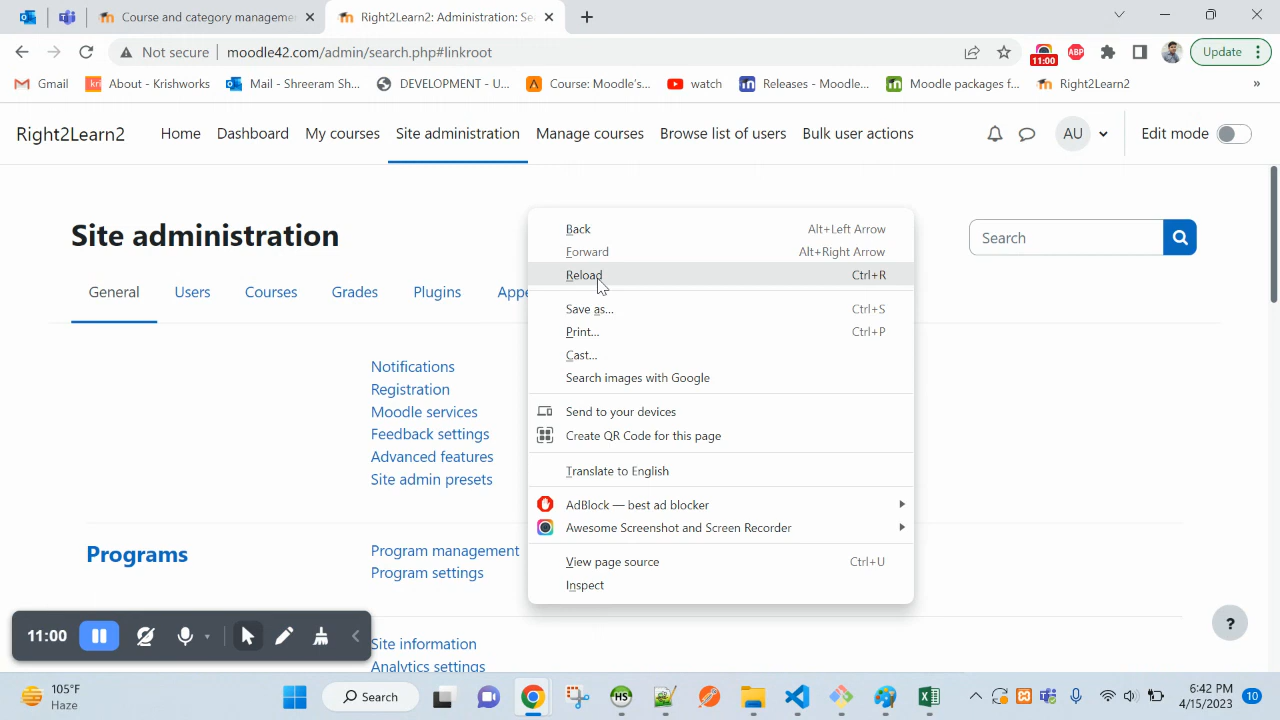 Course and category managemen
Right2Learn2: Administration: Se
Not secure
moodle42.com/admin/search.php#linkroot
11:00
ABP
Update
Gmail
kri About - Krishworks
Mail - Shreeram Sh...
DEVELOPMENT - U...
Course: Moodle's...
watch
Releases - Moodle...
Moodle packages f...
Right2Learn2
»
Right2Learn2
Home
Dashboard
My courses
Site administration
Manage courses
Browse list of users
Bulk user actions
AU
Edit mode
Site administration
Search
General
Users
Courses
Grades
Plugins
Appe
Back Alt+Left Arrow
Forward Alt+Right Arrow
Reload Ctrl+R
Save as... Ctrl+S
Print... Ctrl+P
Cast...
Search images with Google
Send to your devices
Create QR Code for this page
Translate to English
AdBlock — best ad blocker
Awesome Screenshot and Screen Recorder
View page source Ctrl+U
Inspect
Notifications
Registration
Moodle services
Feedback settings
Advanced features
Site admin presets
Programs
Program management
Program settings
Site information
Analytics settings
11:00
?
105°F
Haze
Search
HS
6:42 PM
4/15/2023
10